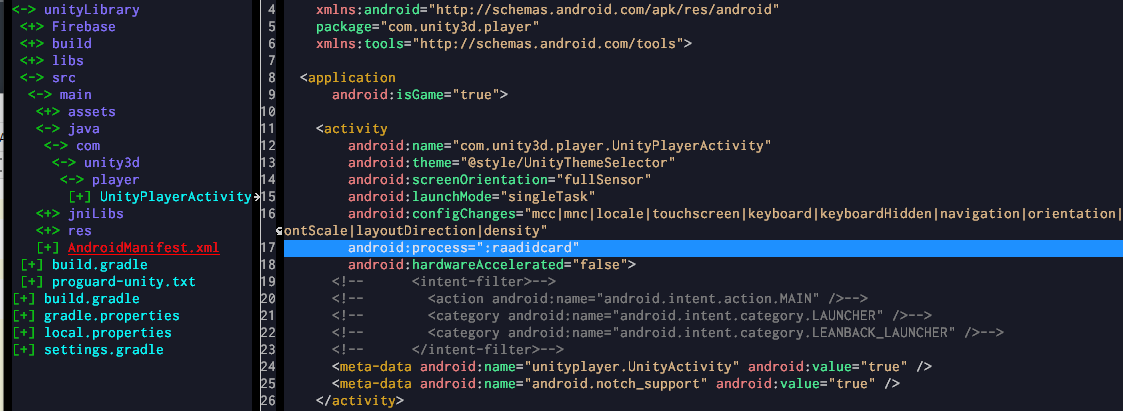 <-> unityLibrary
<+> Firebase
<+> build
<+> libs
<-> src
<-> main
<+> assets
<-> java
<-> com
<-> unity3d
<-> player
[+] UnityPlayerActivity
<+> jniLibs
<+> res
[+] AndroidManifest.xml
[+] build.gradle
[+] proguard-unity.txt
[+] build.gradle
[+] gradle.properties
[+] local.properties
[+] settings.gradle
4 xmlns:android="http://schemas.android.com/apk/res/android"
5 package="com.unity3d.player"
6 xmlns:tools="http://schemas.android.com/tools">
7
8 <application
9 android:isGame="true">
10
11 <activity
12 android:name="com.unity3d.player.UnityPlayerActivity"
13 android:theme="@style/UnityThemeSelector"
14 android:screenOrientation="fullSensor"
15 android:launchMode="singleTask"
16 android:configChanges="mcc|mnc|locale|touchscreen|keyboard|keyboardHidden|navigation|orientation|
ontScale|layoutDirection|density"
17 android:process=":raadidcard"
18 android:hardwareAccelerated="false">
19 <!-- <intent-filter>-->
20 <!-- <action android:name="android.intent.action.MAIN" />-->
21 <!-- <category android:name="android.intent.category.LAUNCHER" />-->
22 <!-- <category android:name="android.intent.category.LEANBACK_LAUNCHER" />-->
23 <!-- </intent-filter>-->
24 <meta-data android:name="unityplayer.UnityActivity" android:value="true" />
25 <meta-data android:name="android.notch_support" android:value="true" />
26 </activity>